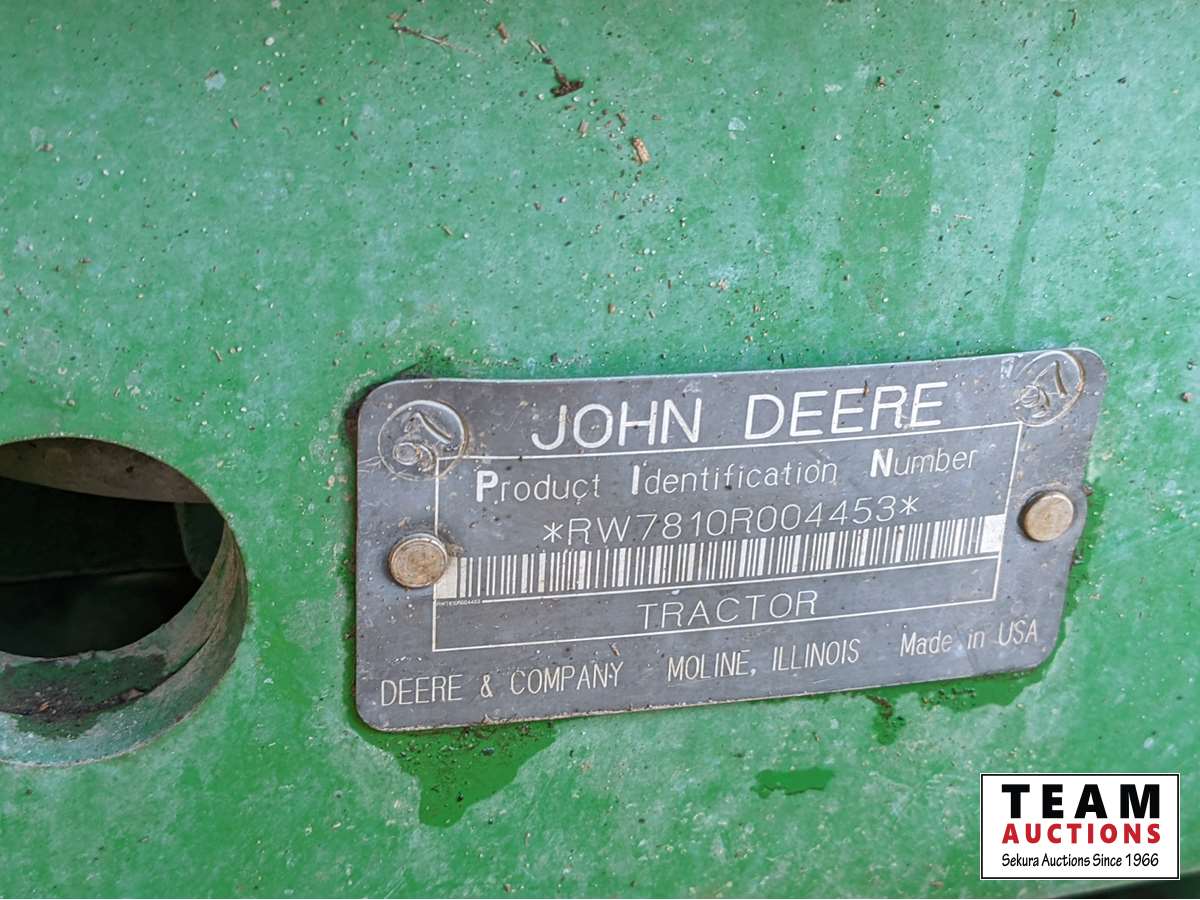 JOHN DEERE
Product Identification Number
*RW7810R004453*
RW7810R004453
TRACTOR
DEERE & COMPANY MOLINE, ILLINOIS Made in USA
TEAM
AUCTIONS
Sekura Auctions Since 1966